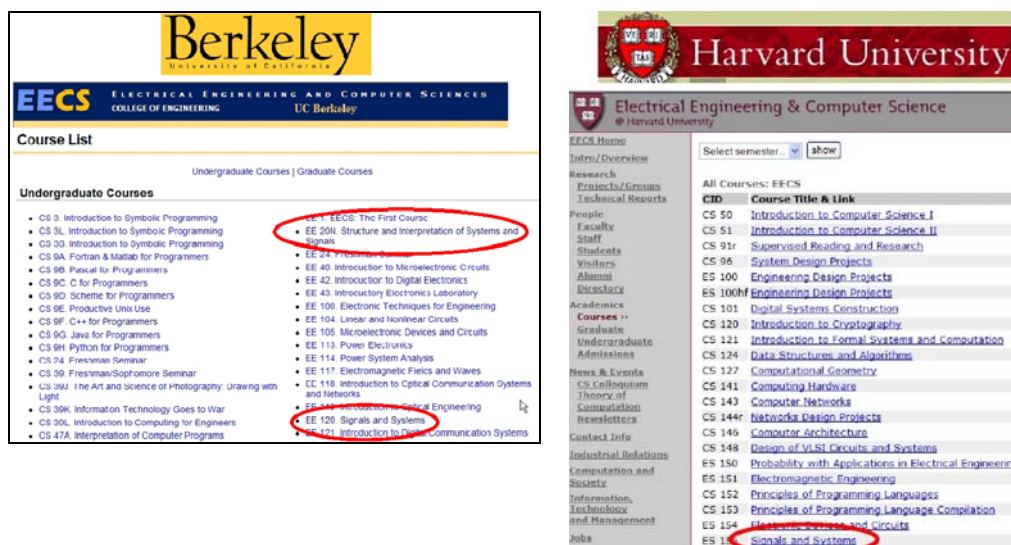 Berkeley
University of California
EECS
ELECTRICAL ENGINEERING AND COMPUTER SCIENCES
COLLEGE OF ENGINEERING UC Berkeley
Course List
Undergraduate Courses | Graduate Courses
Undergraduate Courses
CS 3. Introduction to Symbolic Programming
CS 3L. Introduction to Symbolic Programming
CS 3S. Introduction to Symbolic Programming
CS 9A. Fortran & Matlab for Programmers
CS 9B. Pascal for Programmers
CS 9C. C for Programmers
CS 9D. Scheme for Programmers
CS 9E. Productive Unix Use
CS 9F. C++ for Programmers
CS 9G. Java for Programmers
CS 9H. Python for Programmers
CS 24. Freshman Seminar
CS 39. Freshman/Sophomore Seminar
CS 39J. The Art and Science of Photography: Drawing with
Light
CS 39K. Information Technology Goes to War
CS 39L. Introduction to Computing for Engineers
CS 47A. Interpretation of Computer Programs
EE 1. EECS: The First Course
EE 20N. Structure and Interpretation of Systems and
Signals
EE 24. Freshman Seminar
EE 40. Introduction to Microelectronic Circuits
EE 42. Introduction to Digital Electronics
EE 43. Introductory Electronics Laboratory
EE 100. Electronic Techniques for Engineering
EE 104. Linear and Nonlinear Circuits
EE 105. Microelectronic Devices and Circuits
EE 113. Power Electronics
EE 114. Power System Analysis
EE 117. Electromagnetic Fields and Waves
EE 118. Introduction to Optical Communication Systems
and Networks
Introduction to Optical Engineering
EE 120. Signals and Systems
EE 121. Introduction to Digital Communication Systems
VE RI
TAS
HARVARD
Harvard University
Electrical Engineering & Computer Science
@ Harvard University
EECS Home
Intro/Overview
Research
Projects/Groups
Technical Reports
People
Faculty
Staff
Students
Visitors
Alumni
Directory
Academics
Courses
Graduate
Undergraduate
Admissions
News & Events
CS Colloquium
Theory of
Computation
Newsletters
Contact Info
Industrial Relations
Computation and
Society
Information,
Technology
and Management
Jobs
Select semester... show
All Courses: EECS
CID Course Title & Link
CS 50 Introduction to Computer Science I
CS 51 Introduction to Computer Science II
CS 91r Supervised Reading and Research
CS 96 System Design Projects
ES 100 Engineering Design Projects
ES 100hf Engineering Design Projects
CS 101 Digital Systems Construction
CS 120 Introduction to Cryptography
CS 121 Introduction to Formal Systems and Computation
CS 124 Data Structures and Algorithms
CS 127 Computational Geometry
CS 141 Computing Hardware
CS 143 Computer Networks
CS 144r Networks Design Projects
CS 146 Computer Architecture
CS 148 Design of VLSI Circuits and Systems
ES 150 Probability with Applications in Electrical Engineerin
ES 151 Electromagnetic Engineering
CS 152 Principles of Programming Languages
CS 153 Principles of Programming Language Compilation
ES 154 Electronic Devices and Circuits
ES Signals and Systems